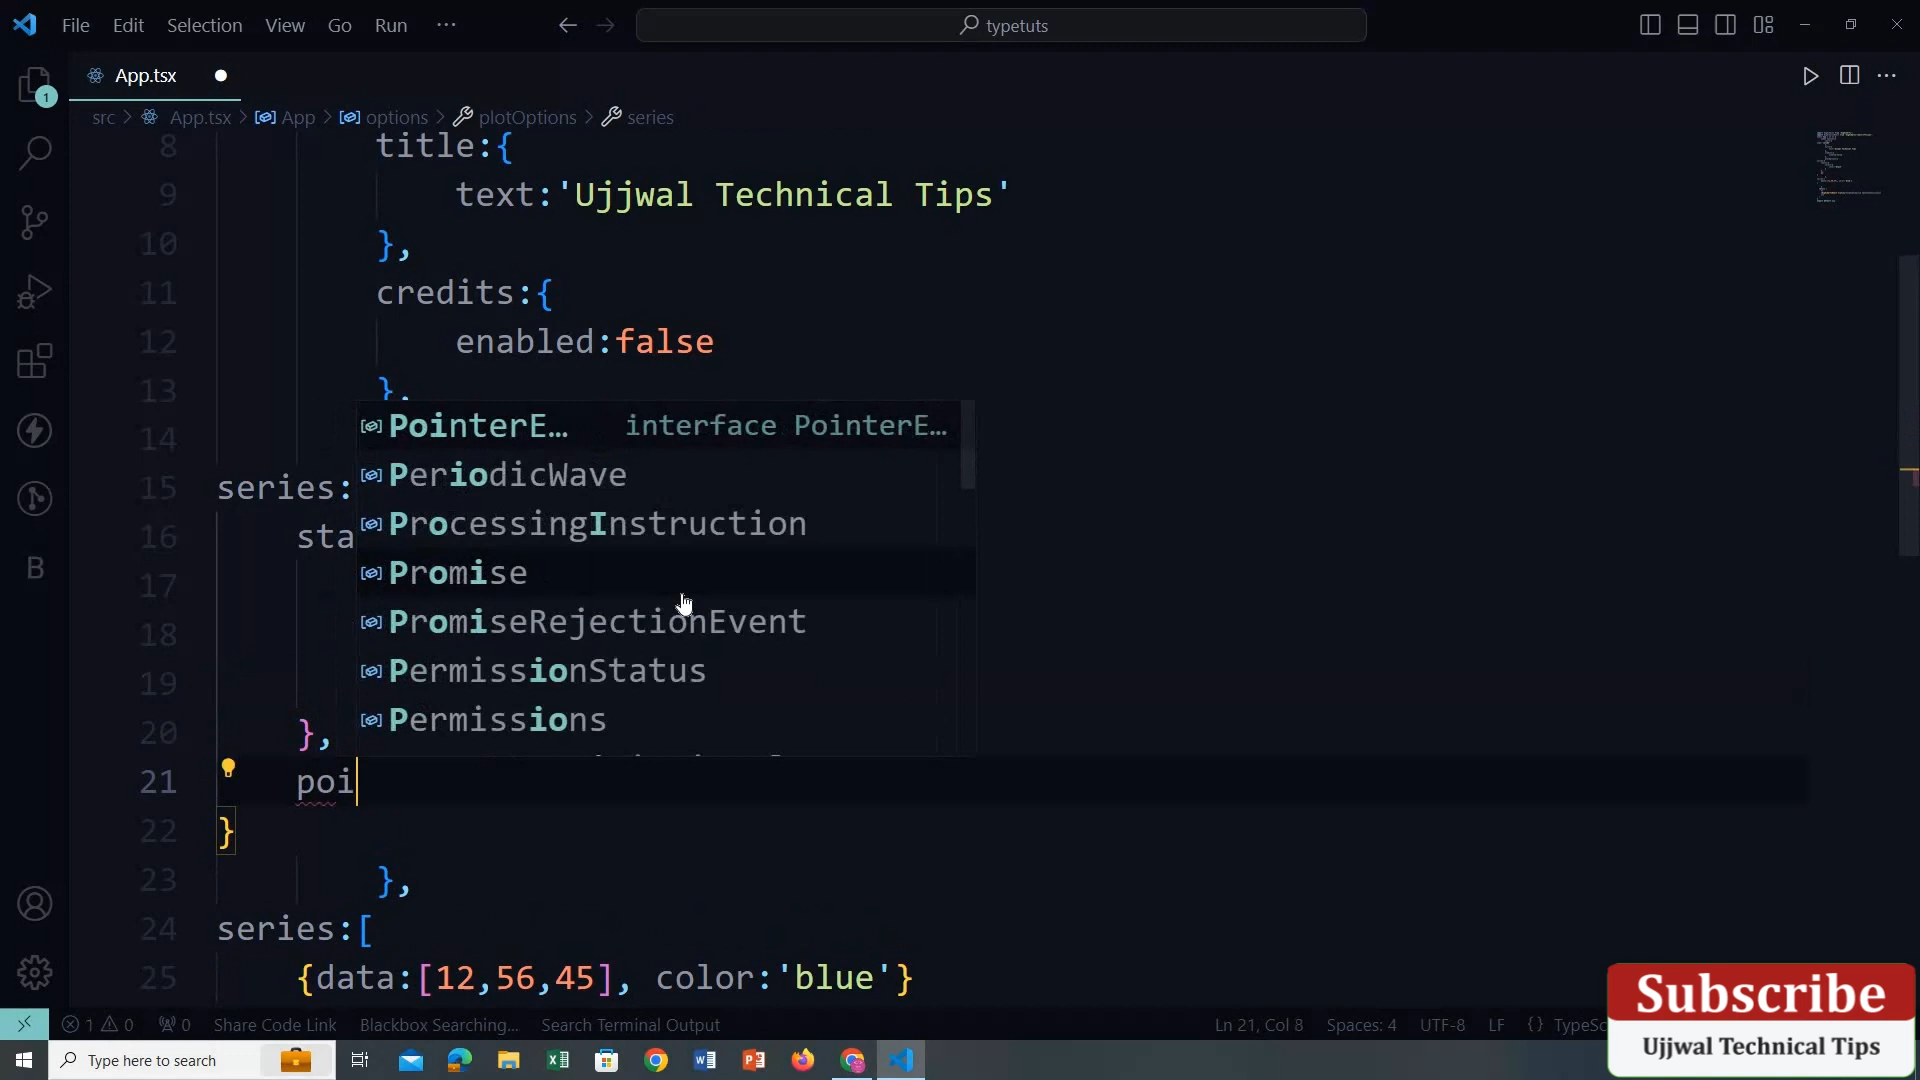 File Edit Selection View Go Run ···
typetuts
App.tsx
src > App.tsx > App > options > plotOptions > series
8 title:{
9 text:'Ujjwal Technical Tips'
10 },
11 credits:{
12 enabled:false
13 },
14
15 series:
16 sta
17
18
19
20 },
21 poi
22 }
23 },
24 series:[
25 {data:[12,56,45], color:'blue'}
PointerE... interface PointerE...
PeriodicWave
ProcessingInstruction
Promise
PromiseRejectionEvent
PermissionStatus
Permissions
1
B
1 0 0 Share Code Link Blackbox Searching... Search Terminal Output Ln 21, Col 8 Spaces: 4 UTF-8 LF {} TypeSc
Type here to search
Subscribe
Ujjwal Technical Tips